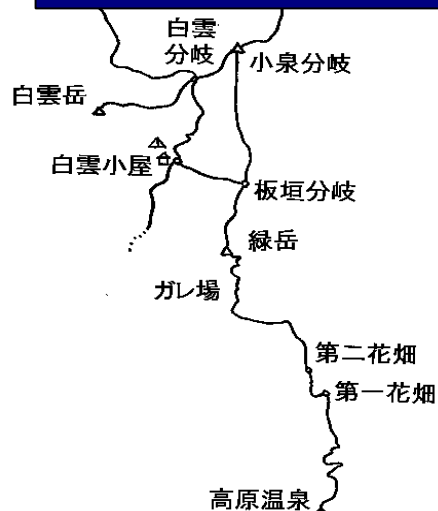 白雲
分岐
小泉分岐
白雲岳
白雲小屋
板垣分岐
緑岳
ガレ場
第二花畑
第一花畑
高原温泉